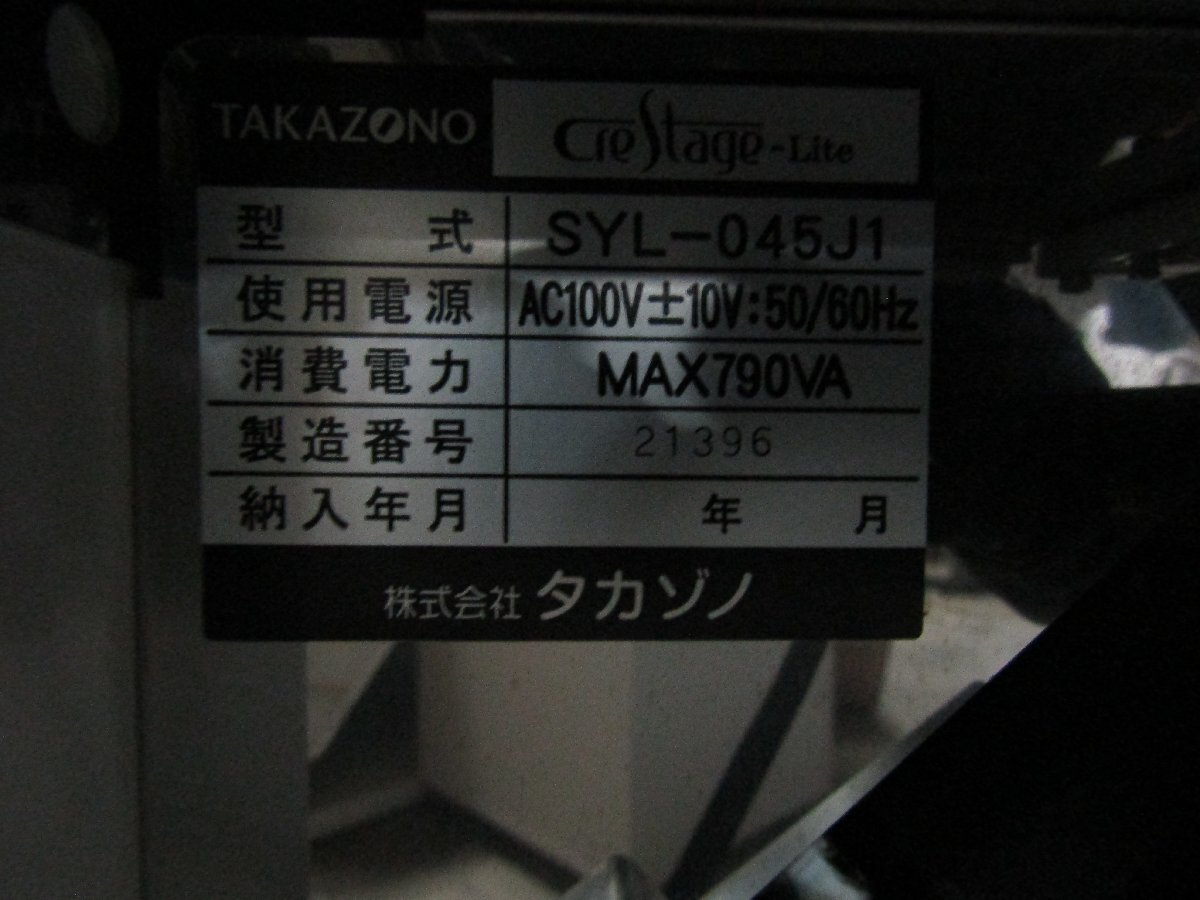 TAKAZONO CreStage-Lite
型式 SYL-045J1
使用電源 AC100V±10V:50/60Hz
消費電力 MAX790VA
製造番号 21396
納入年月 年 月
株式会社 タカゾノ